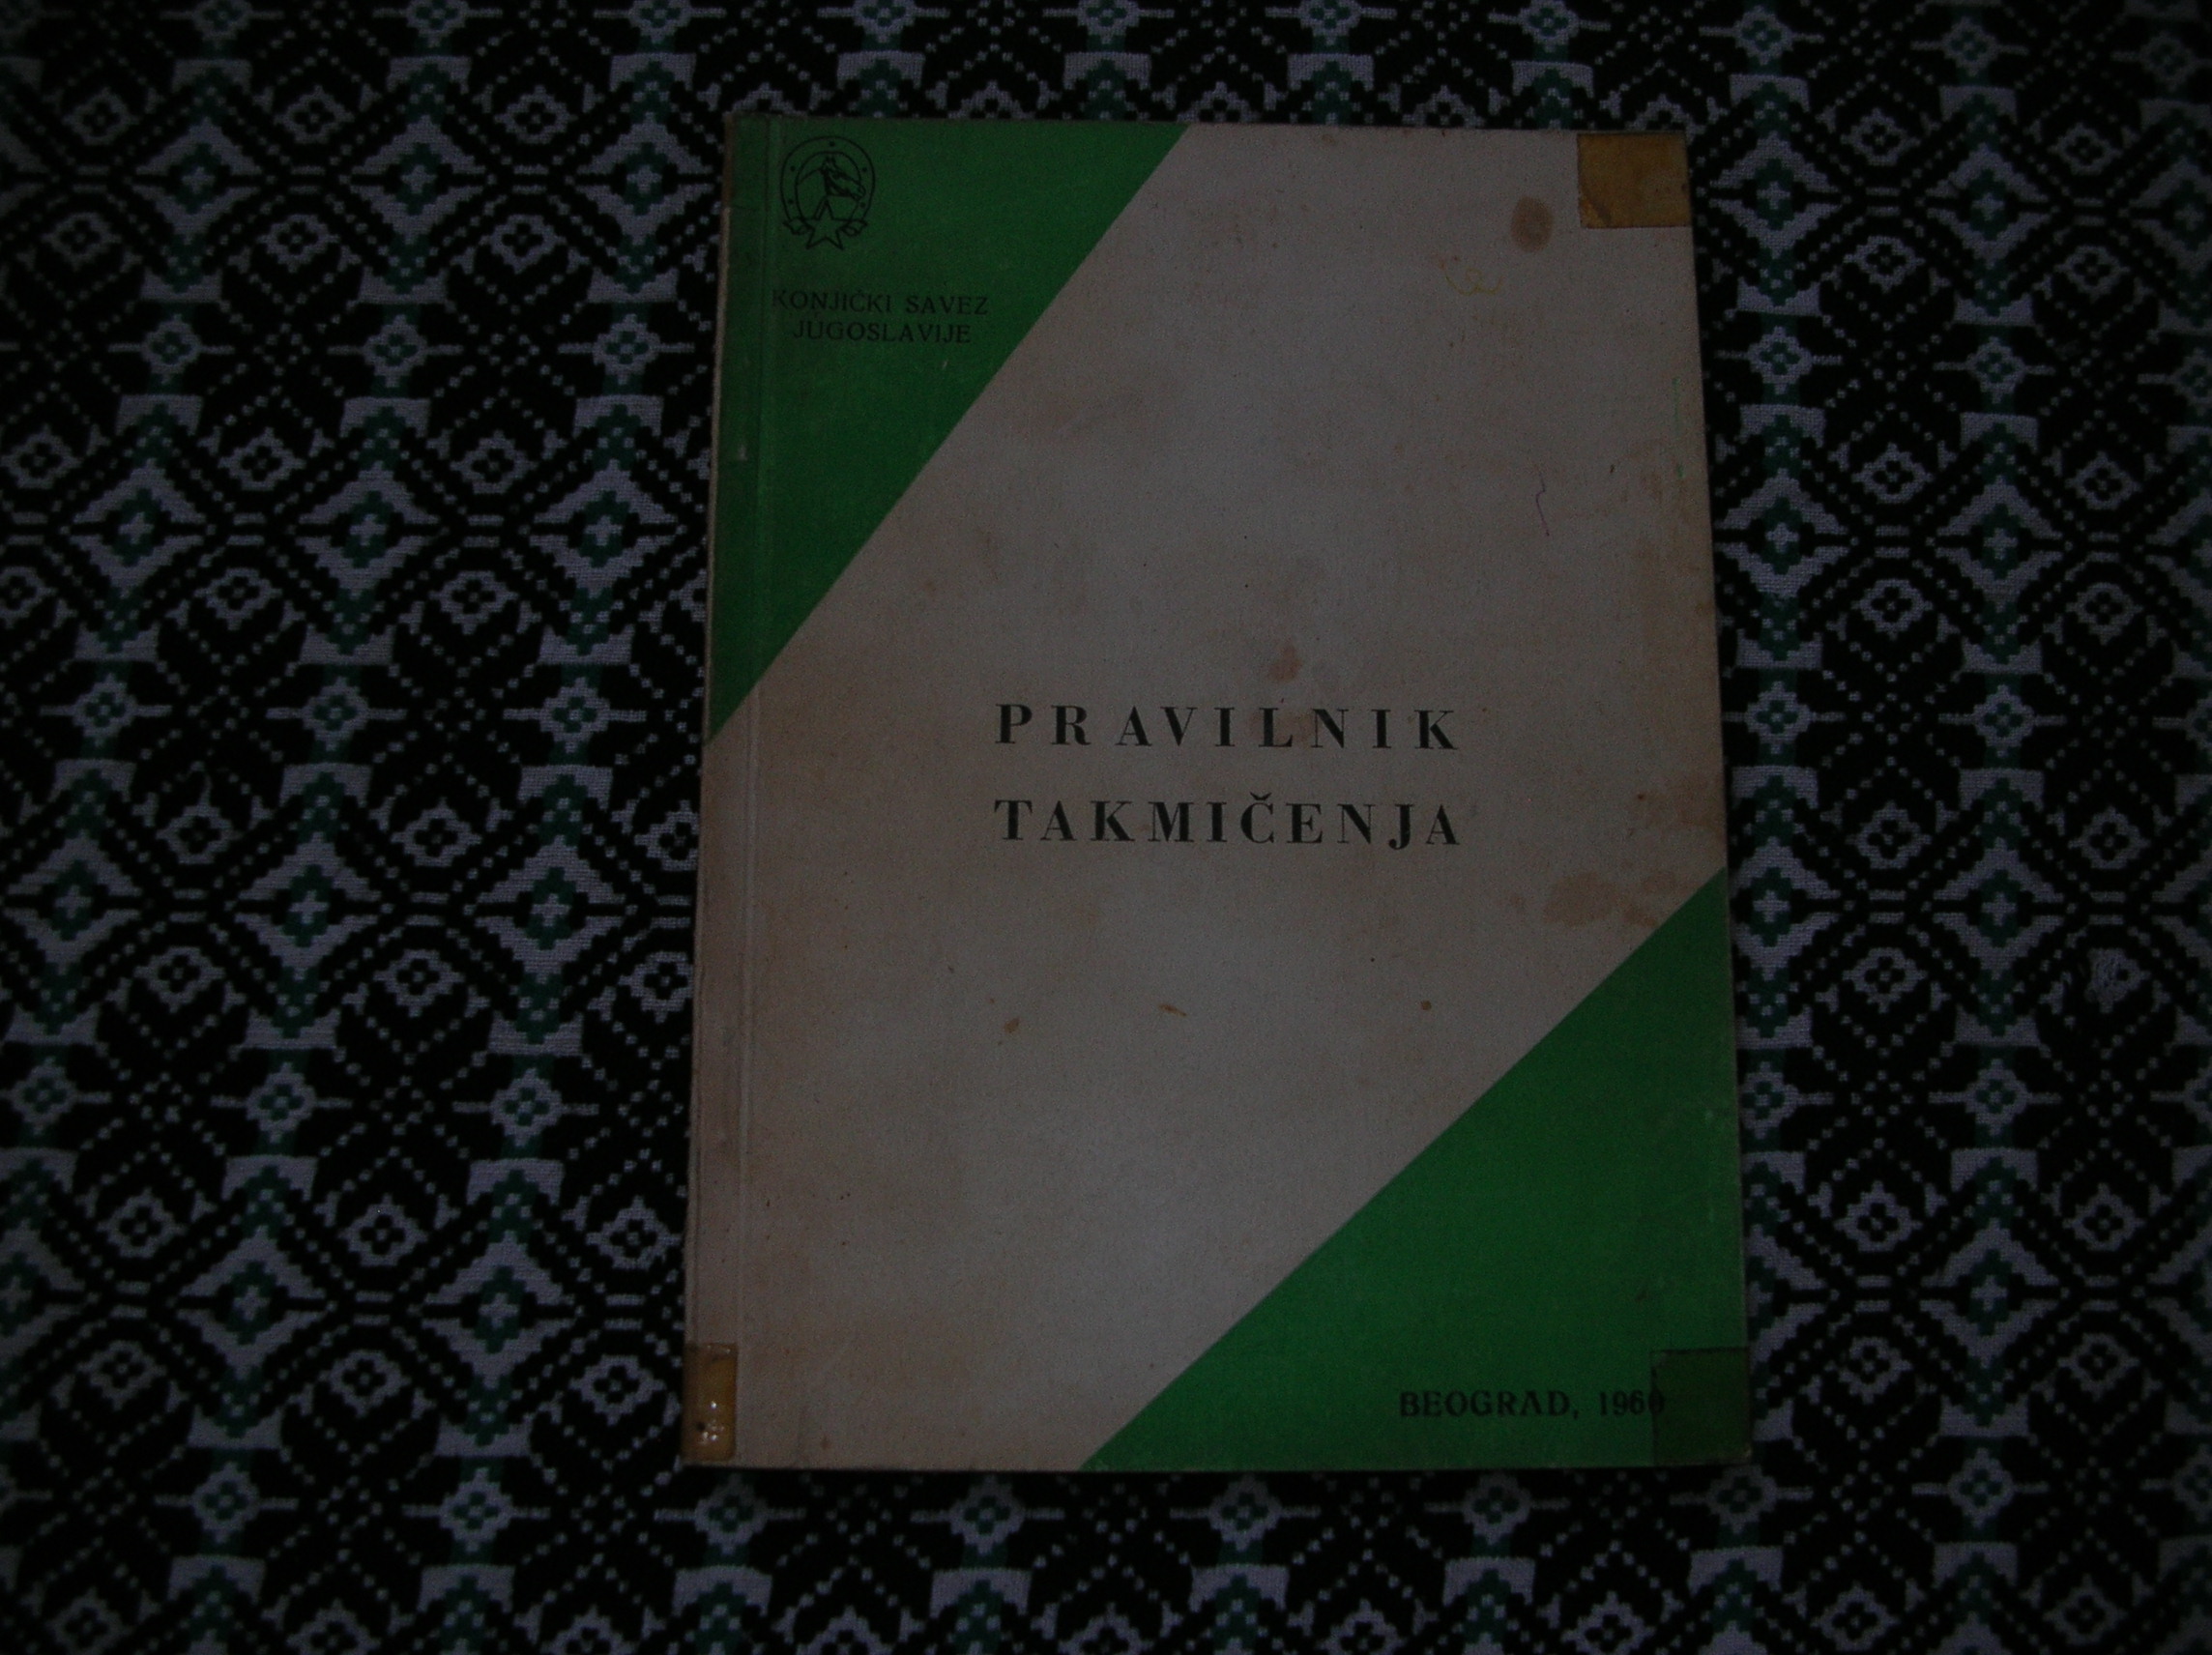 KONJIČKI SAVEZ
JUGOSLAVIJE
PRAVILNIK
TAKMIČENJA
BEOGRAD, 1960